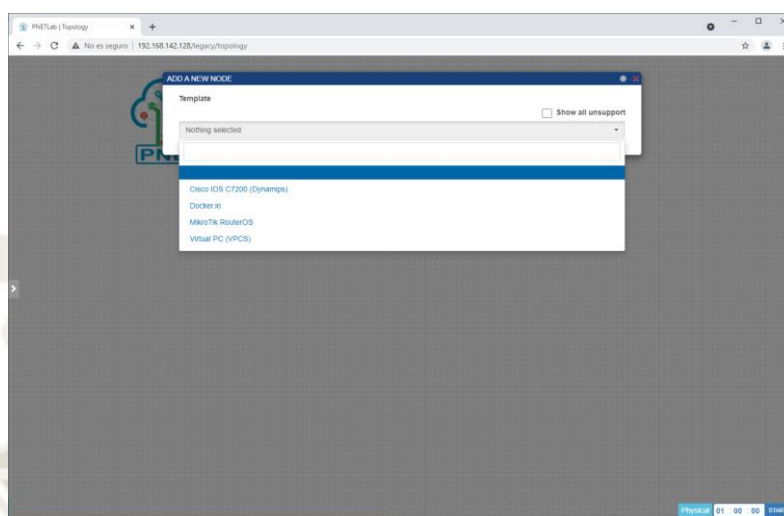 PNETLab | Topology
No es seguro | 192.168.142.128/legacy/topology
ADD A NEW NODE
Template
Show all unsupport
Nothing selected
PN
Cisco IOS C7200 (Dynamips)
Docker.io
MikroTik RouterOS
Virtual PC (VPCS)
Physical 01 : 00 : 00 START